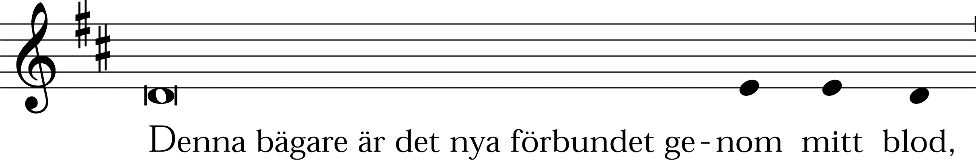 Denna bägare är det nya förbundet ge-nom mitt blod,